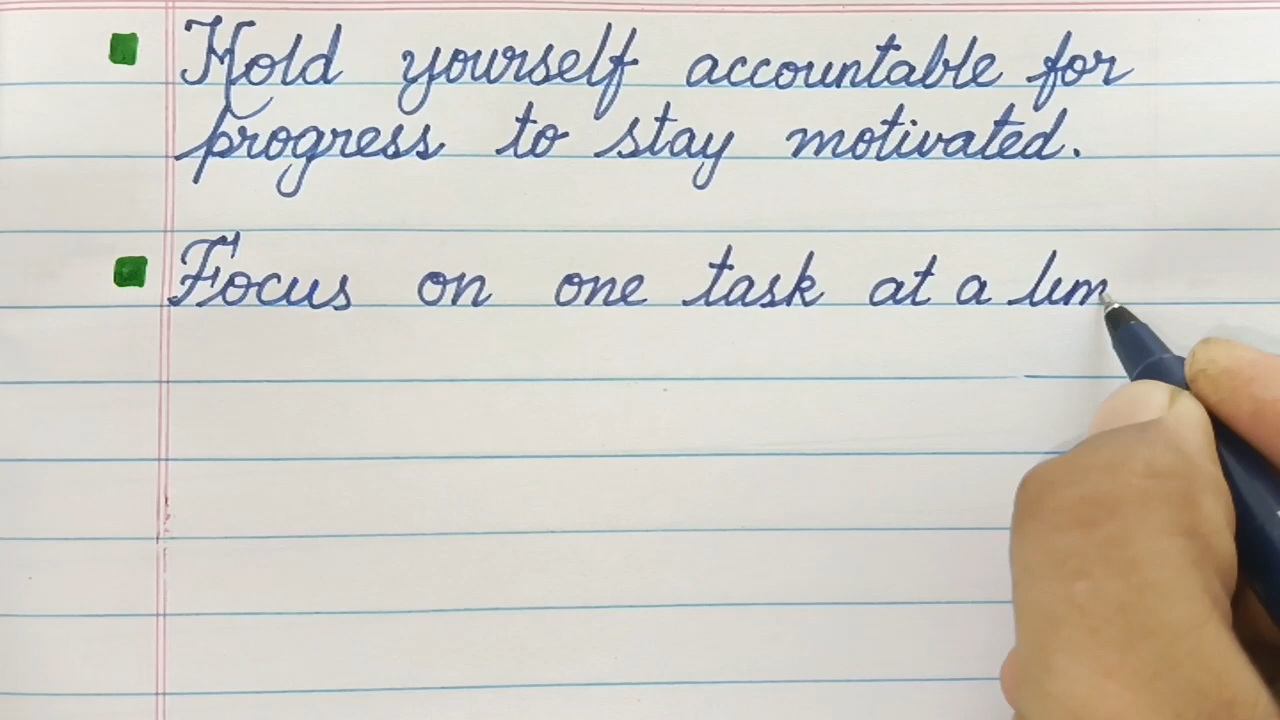 Hold yourself accountable for
progress to stay motivated.
Focus on one task at a